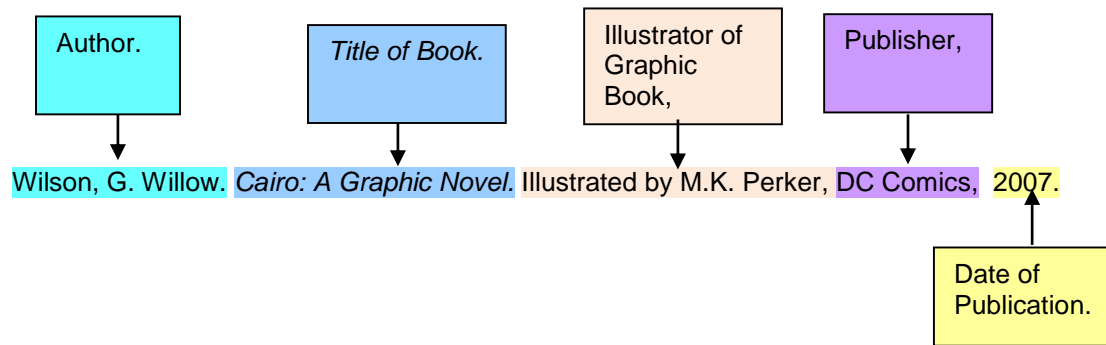 Author.
Title of Book.
Illustrator of
Graphic
Book,
Publisher,
Wilson, G. Willow. Cairo: A Graphic Novel. Illustrated by M.K. Perker, DC Comics, 2007.
Date of
Publication.